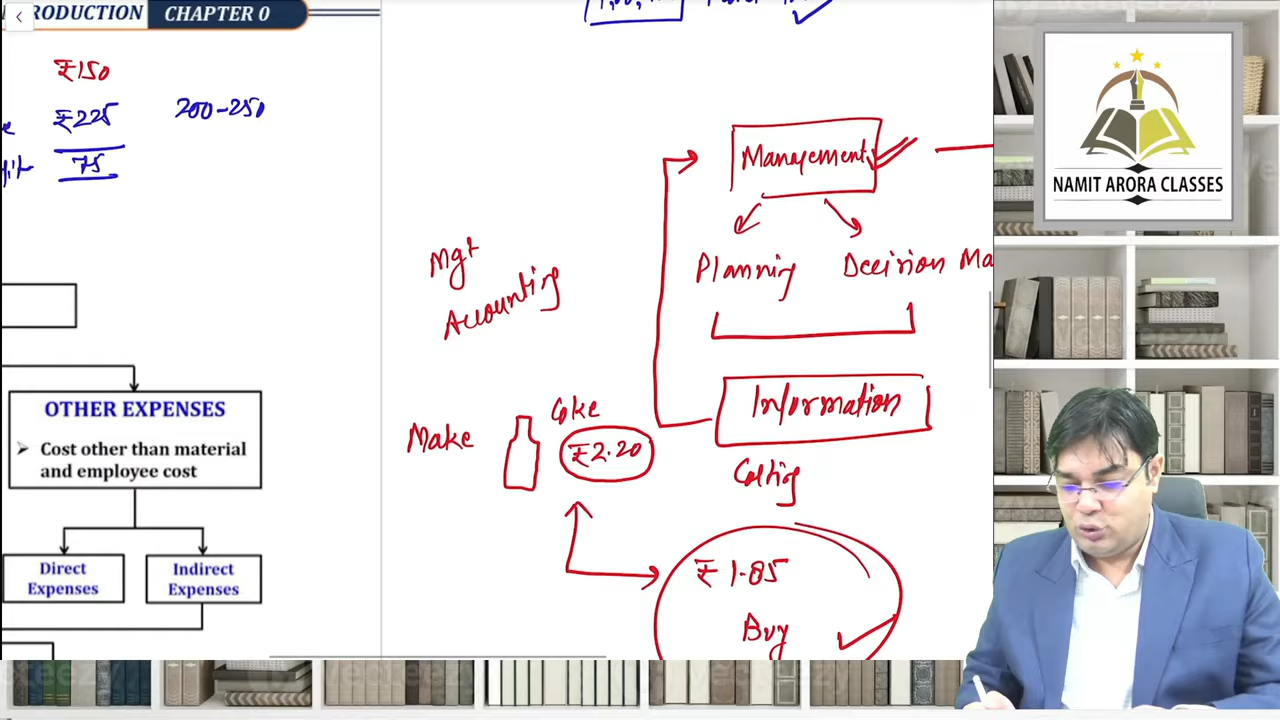 RODUCTION CHAPTER 0
₹150
₹225 200-250
75
Management
Planning Decision Ma
Mgt
Accounting
Information
Costing
Make
Coke
₹2.20
₹1.85
Buy
OTHER EXPENSES
➢ Cost other than material
and employee cost
Direct
Expenses
Indirect
Expenses
NAMIT ARORA CLASSES